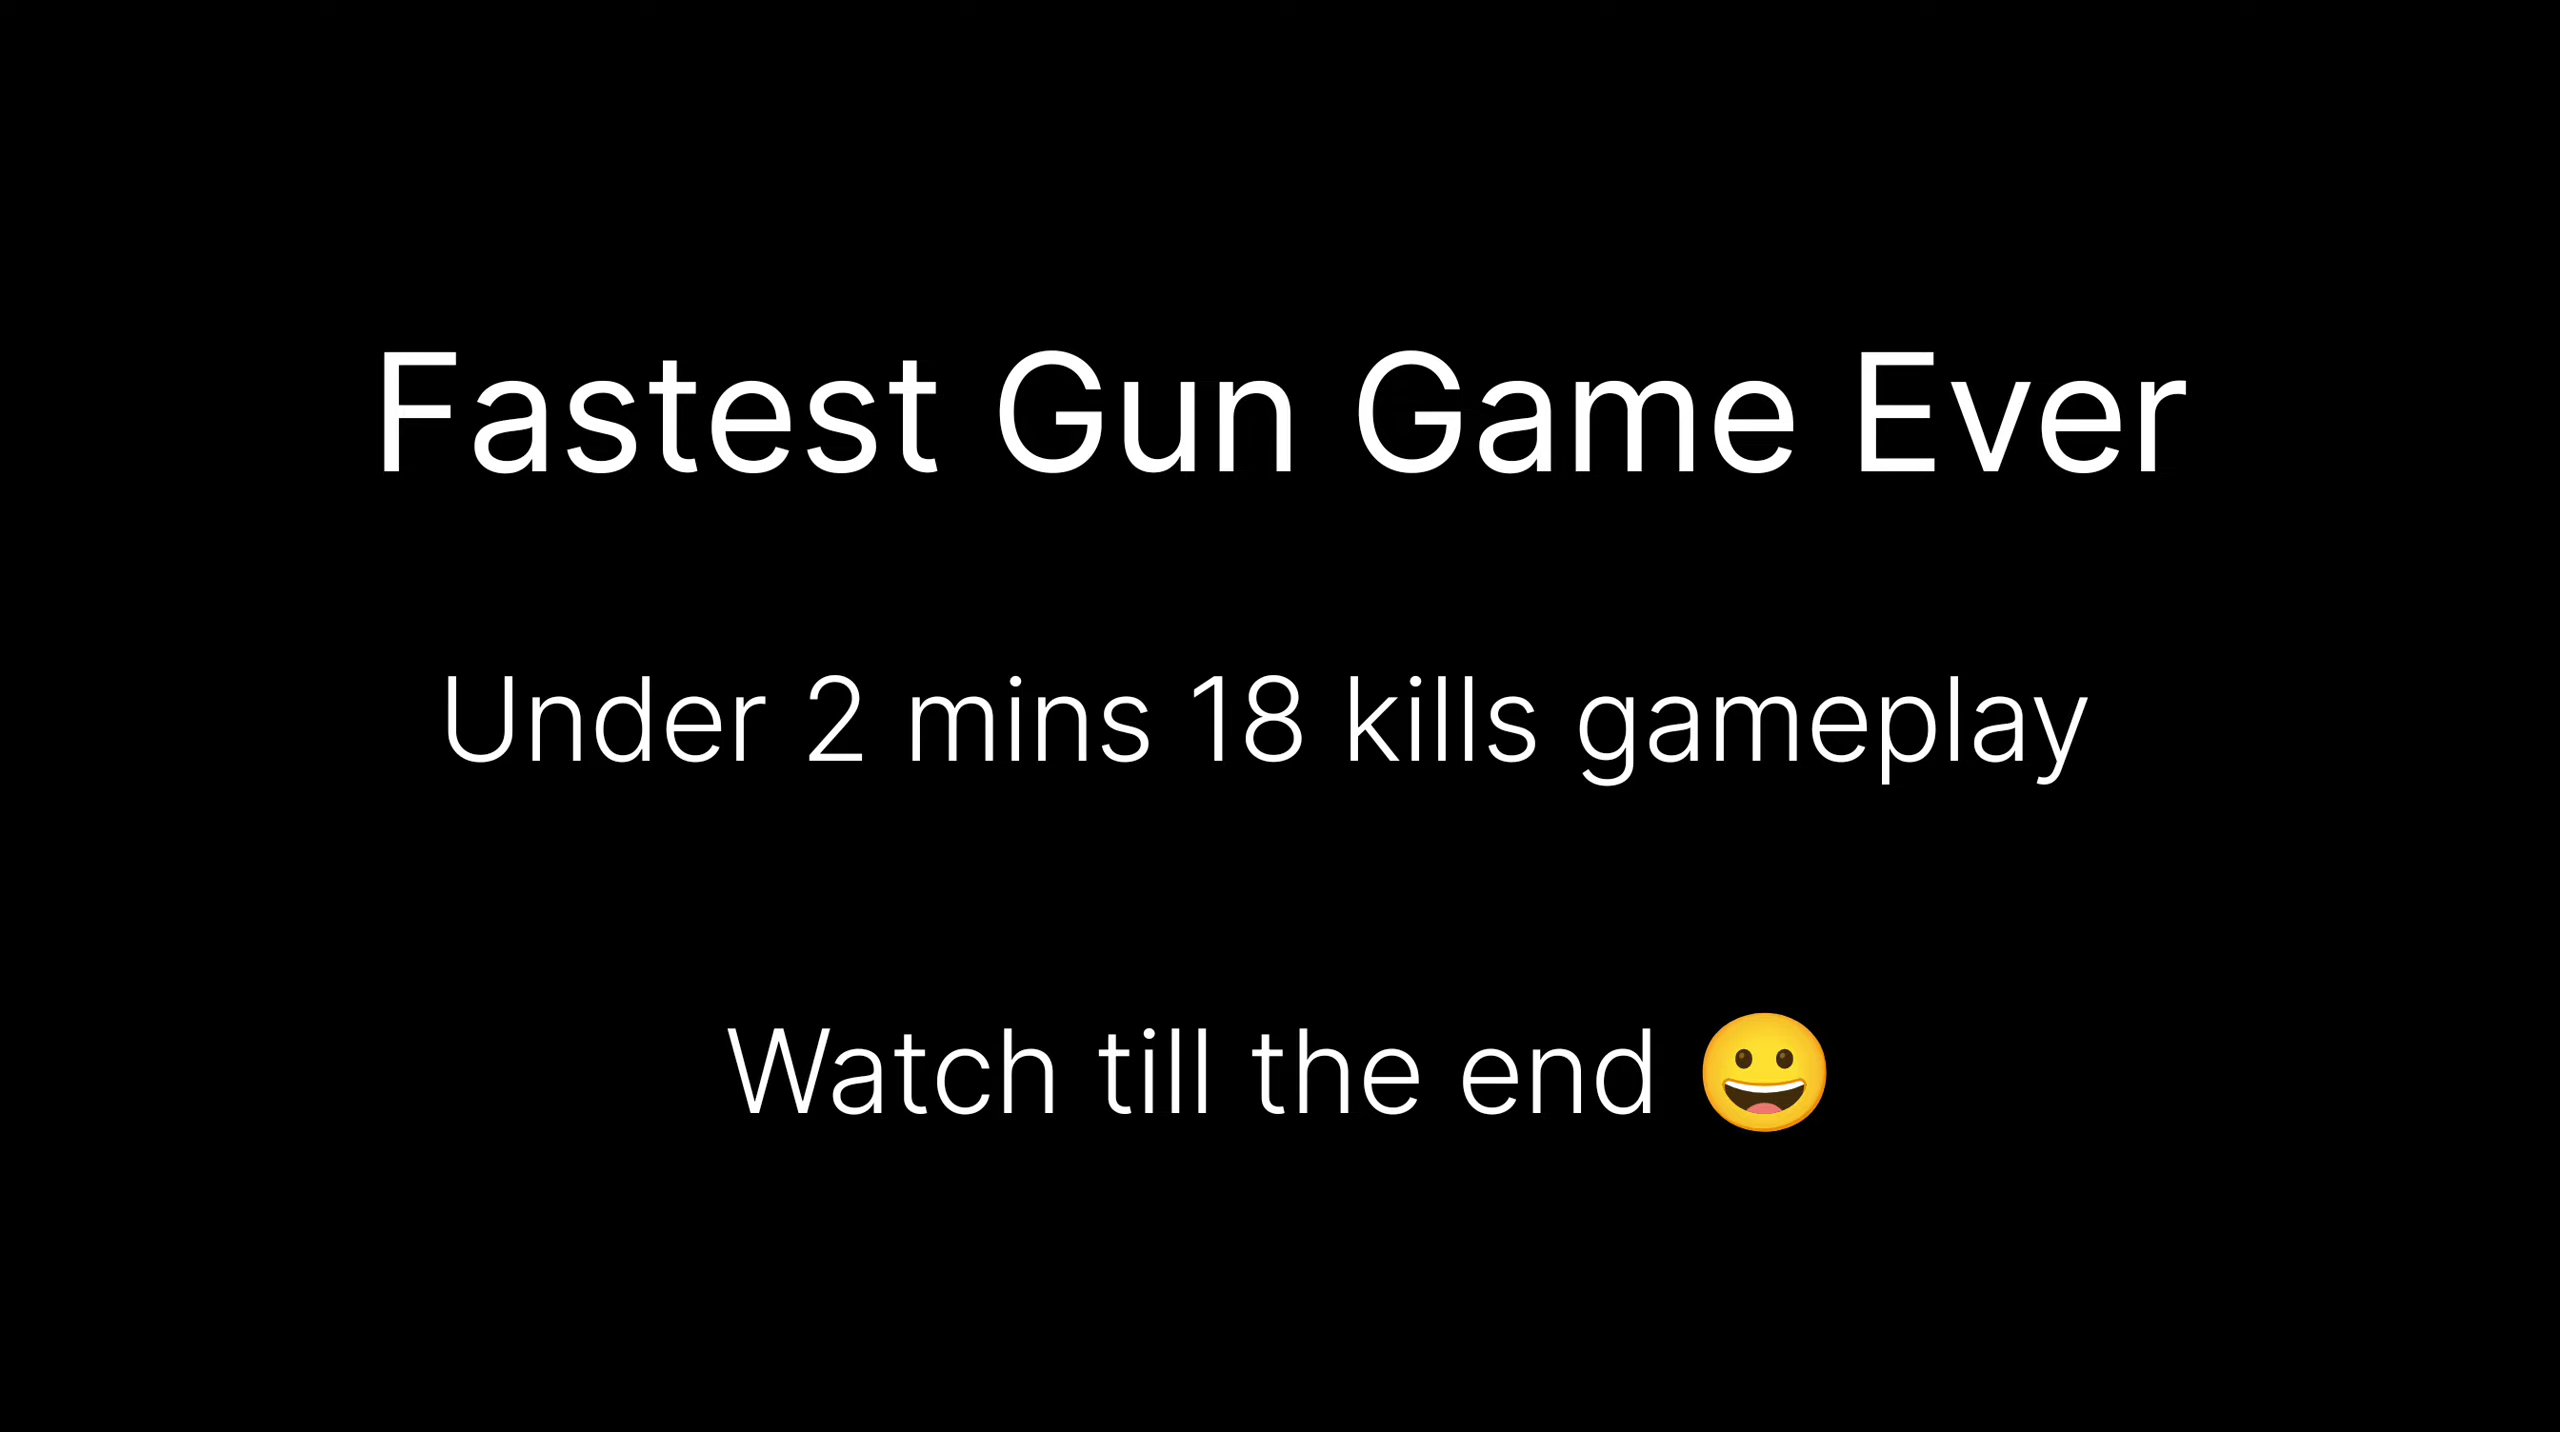 Fastest Gun Game Ever
Under 2 mins 18 kills gameplay
Watch till the end 😀